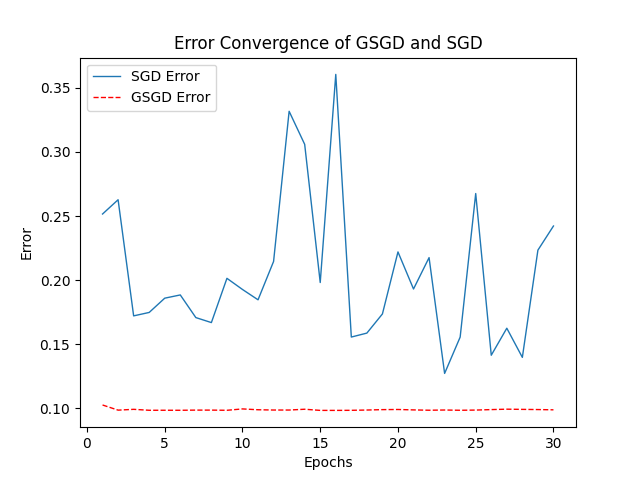 Error Convergence of GSGD and SGD
SGD Error
GSGD Error
0.35
0.30
0.25
0.20
0.15
0.10
Error
0 5 10 15 20 25 30
Epochs